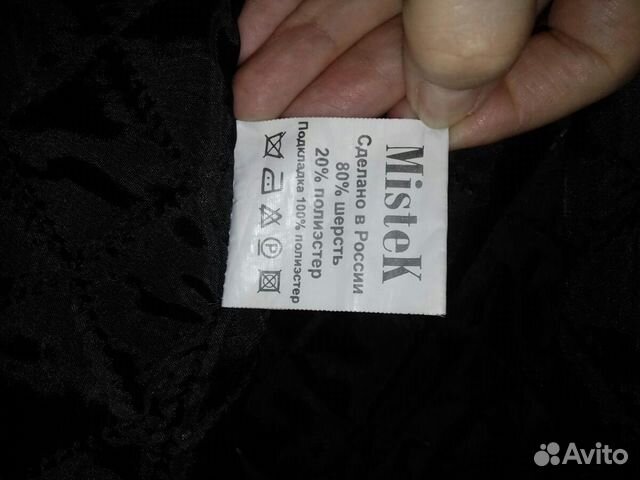 MisteK
Сделано в России
80% шерсть
20% полиэстер
Подкладка 100% полиэстер
P
Avito